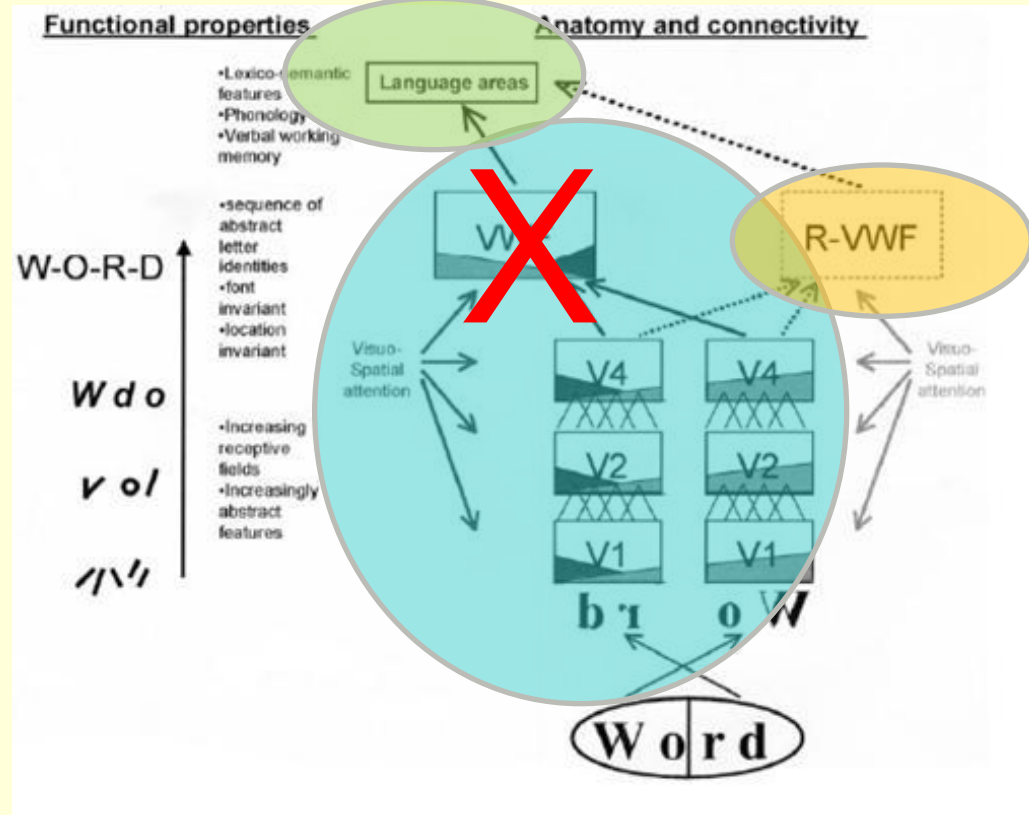 Functional properties
Anatomy and connectivity
•Lexico-semantic
features
•Phonology
•Verbal working
memory
Language areas
•sequence of
abstract
letter
identities
•font
invariant
•location
invariant
X
R-VWF
W-O-R-D
W d o
v o l
Visuo-
Spatial
attention
V4 V4
Visuo-
Spatial
attention
•Increasing
receptive
fields
•Increasingly
abstract
features
V2 V2
V1 V1
o W
W o r d